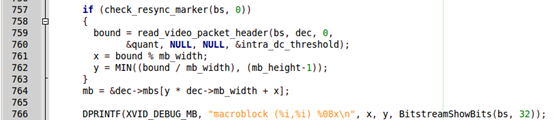 757 if (check_resync_marker(bs, 0))
758 {
759 bound = read_video_packet_header(bs, dec, 0,
760 &quant, NULL, NULL, &intra_dc_threshold);
761 x = bound % mb_width;
762 y = MIN((bound / mb_width), (mb_height-1));
763 }
764 mb = &dec->mbs[y * dec->mb_width + x];
765
766 DPRINTF(XVID_DEBUG_MB, "macroblock (%i,%i) %08x\n", x, y, BitstreamShowBits(bs, 32));